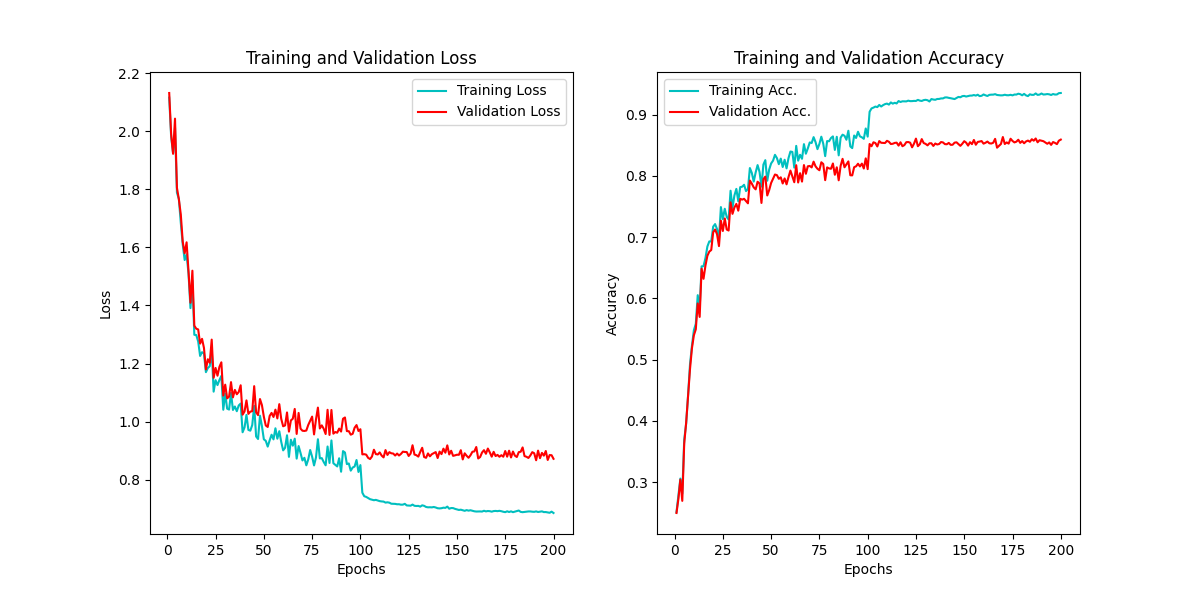 Training and Validation Loss
Training Loss
Validation Loss
2.2
2.0
1.8
1.6
1.4
1.2
1.0
0.8
Loss
0 25 50 75 100 125 150 175 200
Epochs
Training and Validation Accuracy
Training Acc.
Validation Acc.
0.9
0.8
0.7
0.6
0.5
0.4
0.3
Accuracy
0 25 50 75 100 125 150 175 200
Epochs